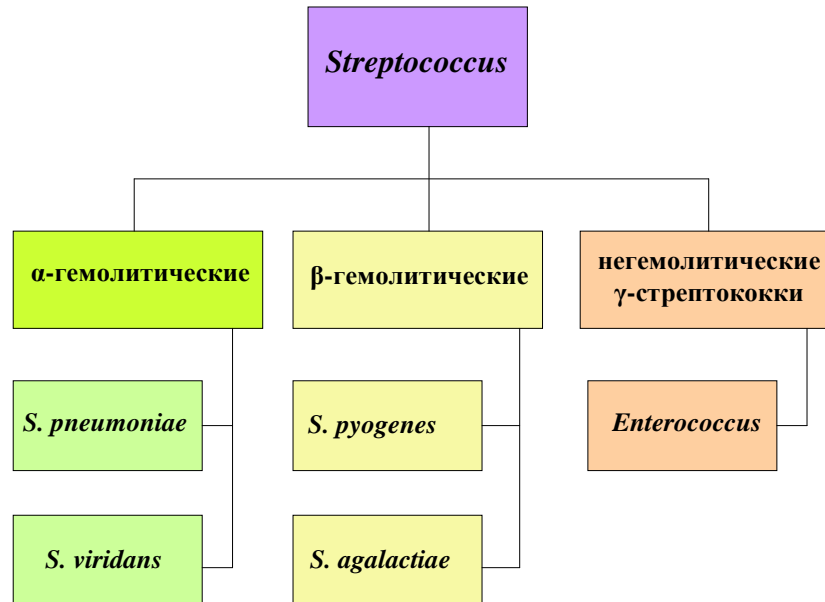 Streptococcus
α-гемолитические
β-гемолитические
негемолитические
γ-стрептококки
S. pneumoniae
S. pyogenes
Enterococcus
S. viridans
S. agalactiae